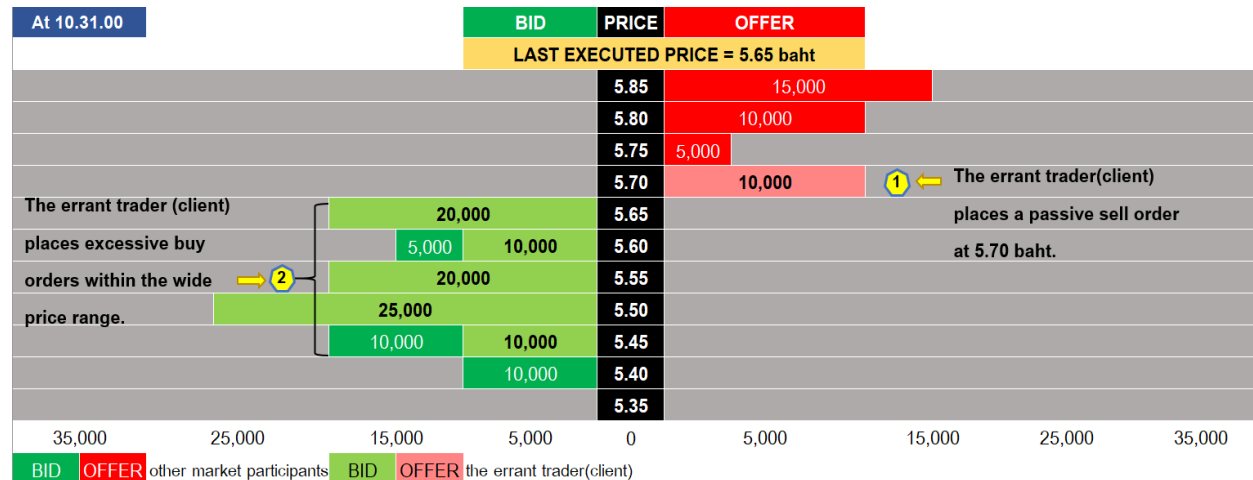 At 10.31.00
BID PRICE OFFER
LAST EXECUTED PRICE = 5.65 baht
5.85 15,000
5.80 10,000
5.75 5,000
5.70 10,000 1 The errant trader(client)
places a passive sell order
at 5.70 baht.
The errant trader (client)
places excessive buy
orders within the wide
price range.
2
20,000 5.65
5,000 10,000 5.60
20,000 5.55
25,000 5.50
10,000 10,000 5.45
10,000 5.40
5.35
35,000 25,000 15,000 5,000 0 5,000 15,000 25,000 35,000
BID OFFER other market participants BID OFFER the errant trader(client)